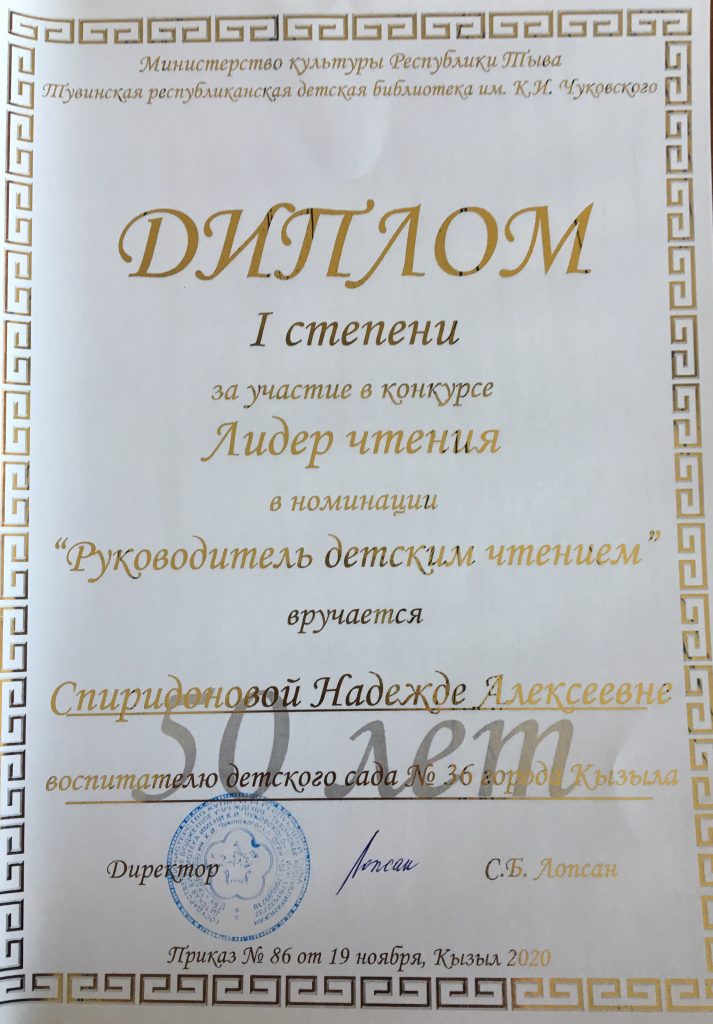 Министерство культуры Республики Тыва
Тувинская республиканская детская библиотека им. К.И. Чуковского
ДИПЛОМ
I степени
за участие в конкурсе
Лидер чтения
в номинации
“Руководитель детским чтением”
вручается
Спиридоновой Надежде Алексеевне
50 лет
воспитателю детского сада № 36 города Кызыла
Директор Лопсан С.Б. Лопсан
Приказ № 86 от 19 ноября, Кызыл 2020